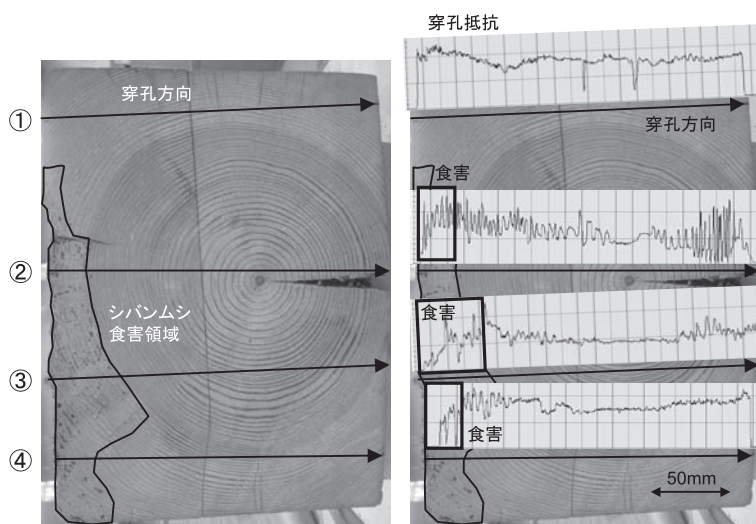 穿孔方向
①
②
シバンムシ
食害領域
③
④
穿孔抵抗
穿孔方向
食害
食害
食害
50mm